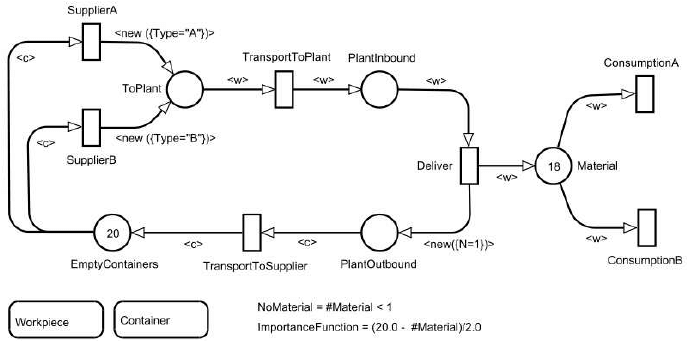 SupplierA
<new ({Type="A"})>
<c>
TransportToPlant
PlantInbound
ConsumptionA
<w>
<w>
<w>
<w>
ToPlant
<c>
<new ({Type="B"})>
SupplierB
Deliver
18
Material
<w>
20
<c>
<c>
<new({N=1})>
<w>
EmptyContainers
TransportToSupplier
PlantOutbound
ConsumptionB
Workpiece
Container
NoMaterial = #Material < 1
ImportanceFunction = (20.0 - #Material)/2.0